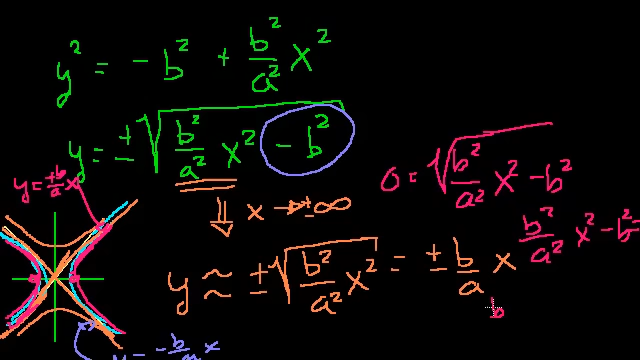 y² = - b² + b²/a² x²
y = ± √(b²/a² x² - b²)
y = ±b/a x
0 = √(b²/a² x² - b²)
⇓ x → ±∞
b²/a² x² - b²
y ≈ ± √(b²/a² x²) = ± b/a x
b
y = - b/a x